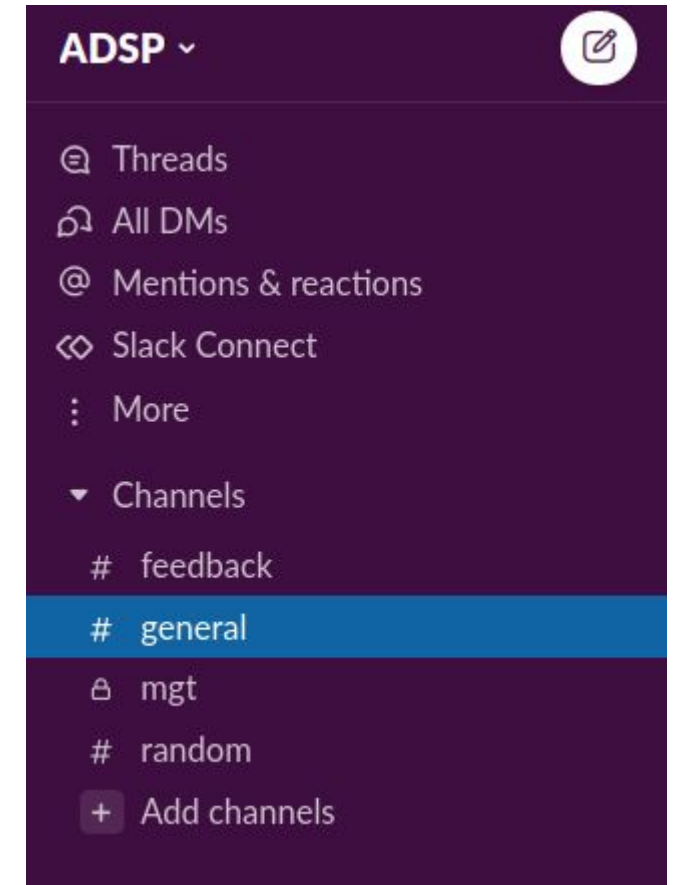 ADSP
Threads
All DMs
@ Mentions & reactions
Slack Connect
More
Channels
# feedback
# general
mgt
# random
+ Add channels